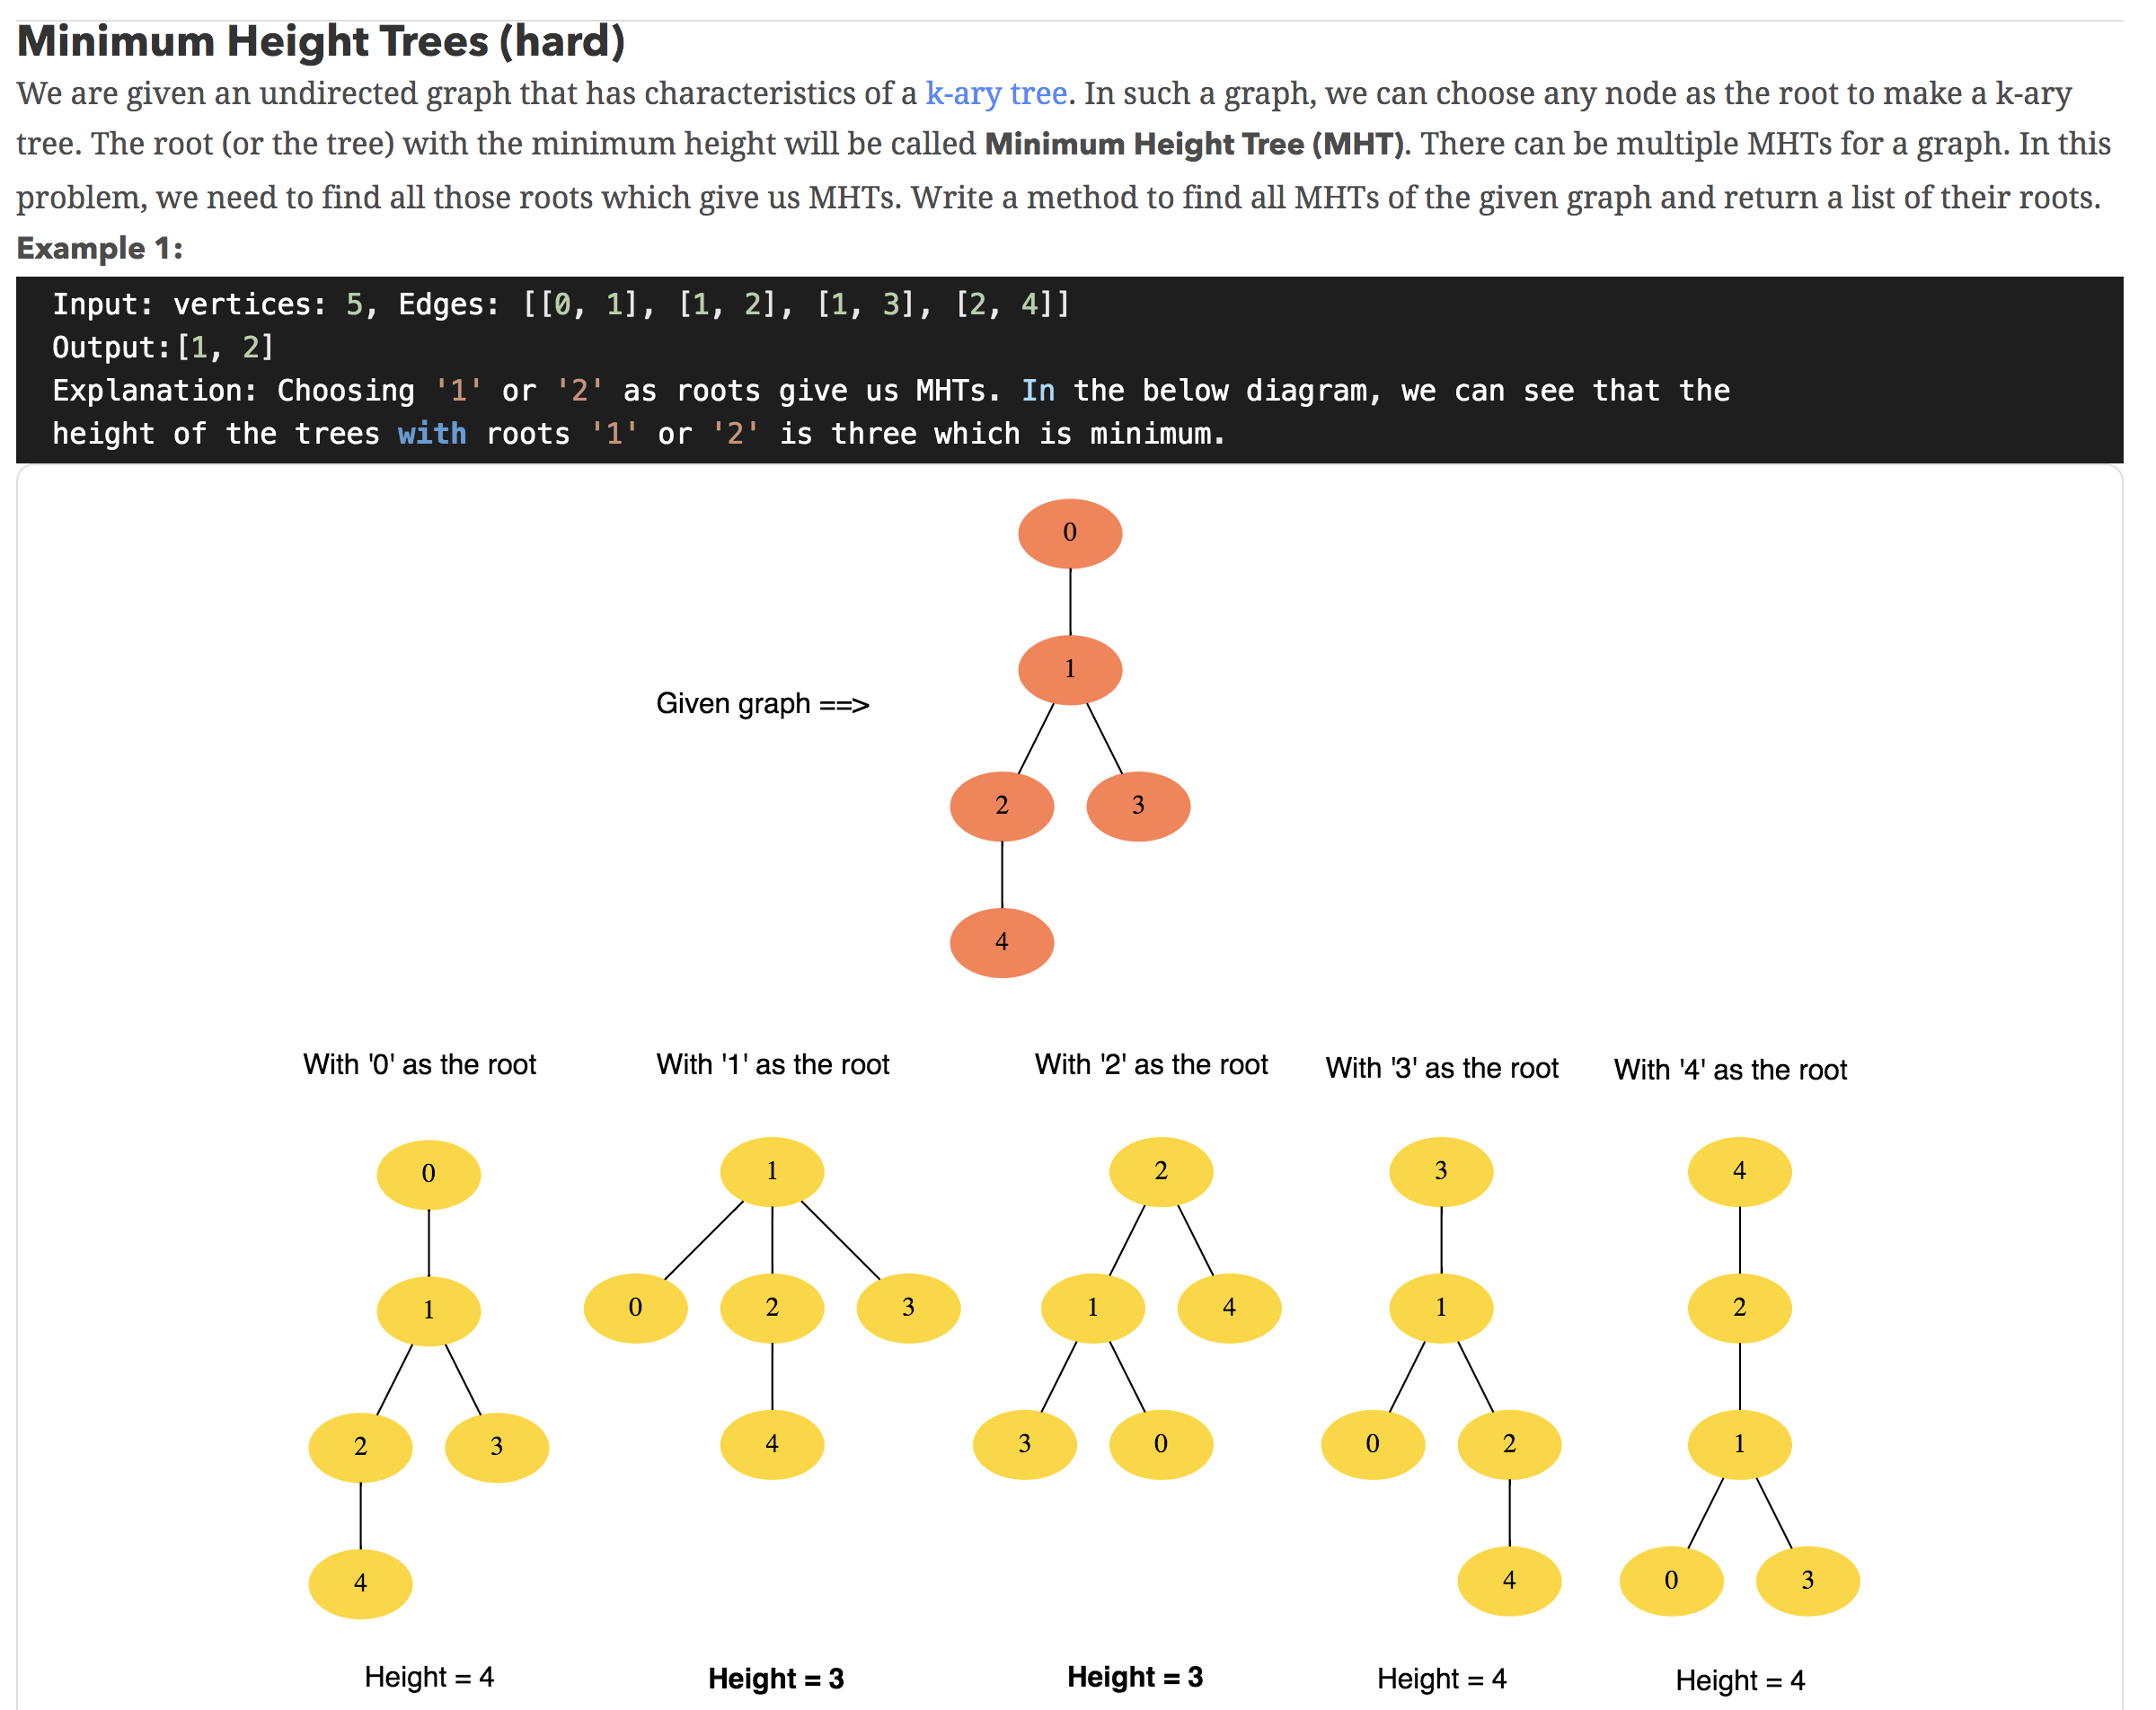 Minimum Height Trees (hard)
We are given an undirected graph that has characteristics of a k-ary tree. In such a graph, we can choose any node as the root to make a k-ary
tree. The root (or the tree) with the minimum height will be called Minimum Height Tree (MHT). There can be multiple MHTs for a graph. In this
problem, we need to find all those roots which give us MHTs. Write a method to find all MHTs of the given graph and return a list of their roots.
Example 1:
Input: vertices: 5, Edges: [[0, 1], [1, 2], [1, 3], [2, 4]]
Output:[1, 2]
Explanation: Choosing '1' or '2' as roots give us MHTs. In the below diagram, we can see that the
height of the trees with roots '1' or '2' is three which is minimum.
0
1
Given graph ==>
2 3
4
With '0' as the root With '1' as the root With '2' as the root With '3' as the root With '4' as the root
0 1 2 3 4
1 0 2 3 1 4 1 2
2 3 4 3 0 0 2 1
4 4 0 3
Height = 4 Height = 3 Height = 3 Height = 4 Height = 4